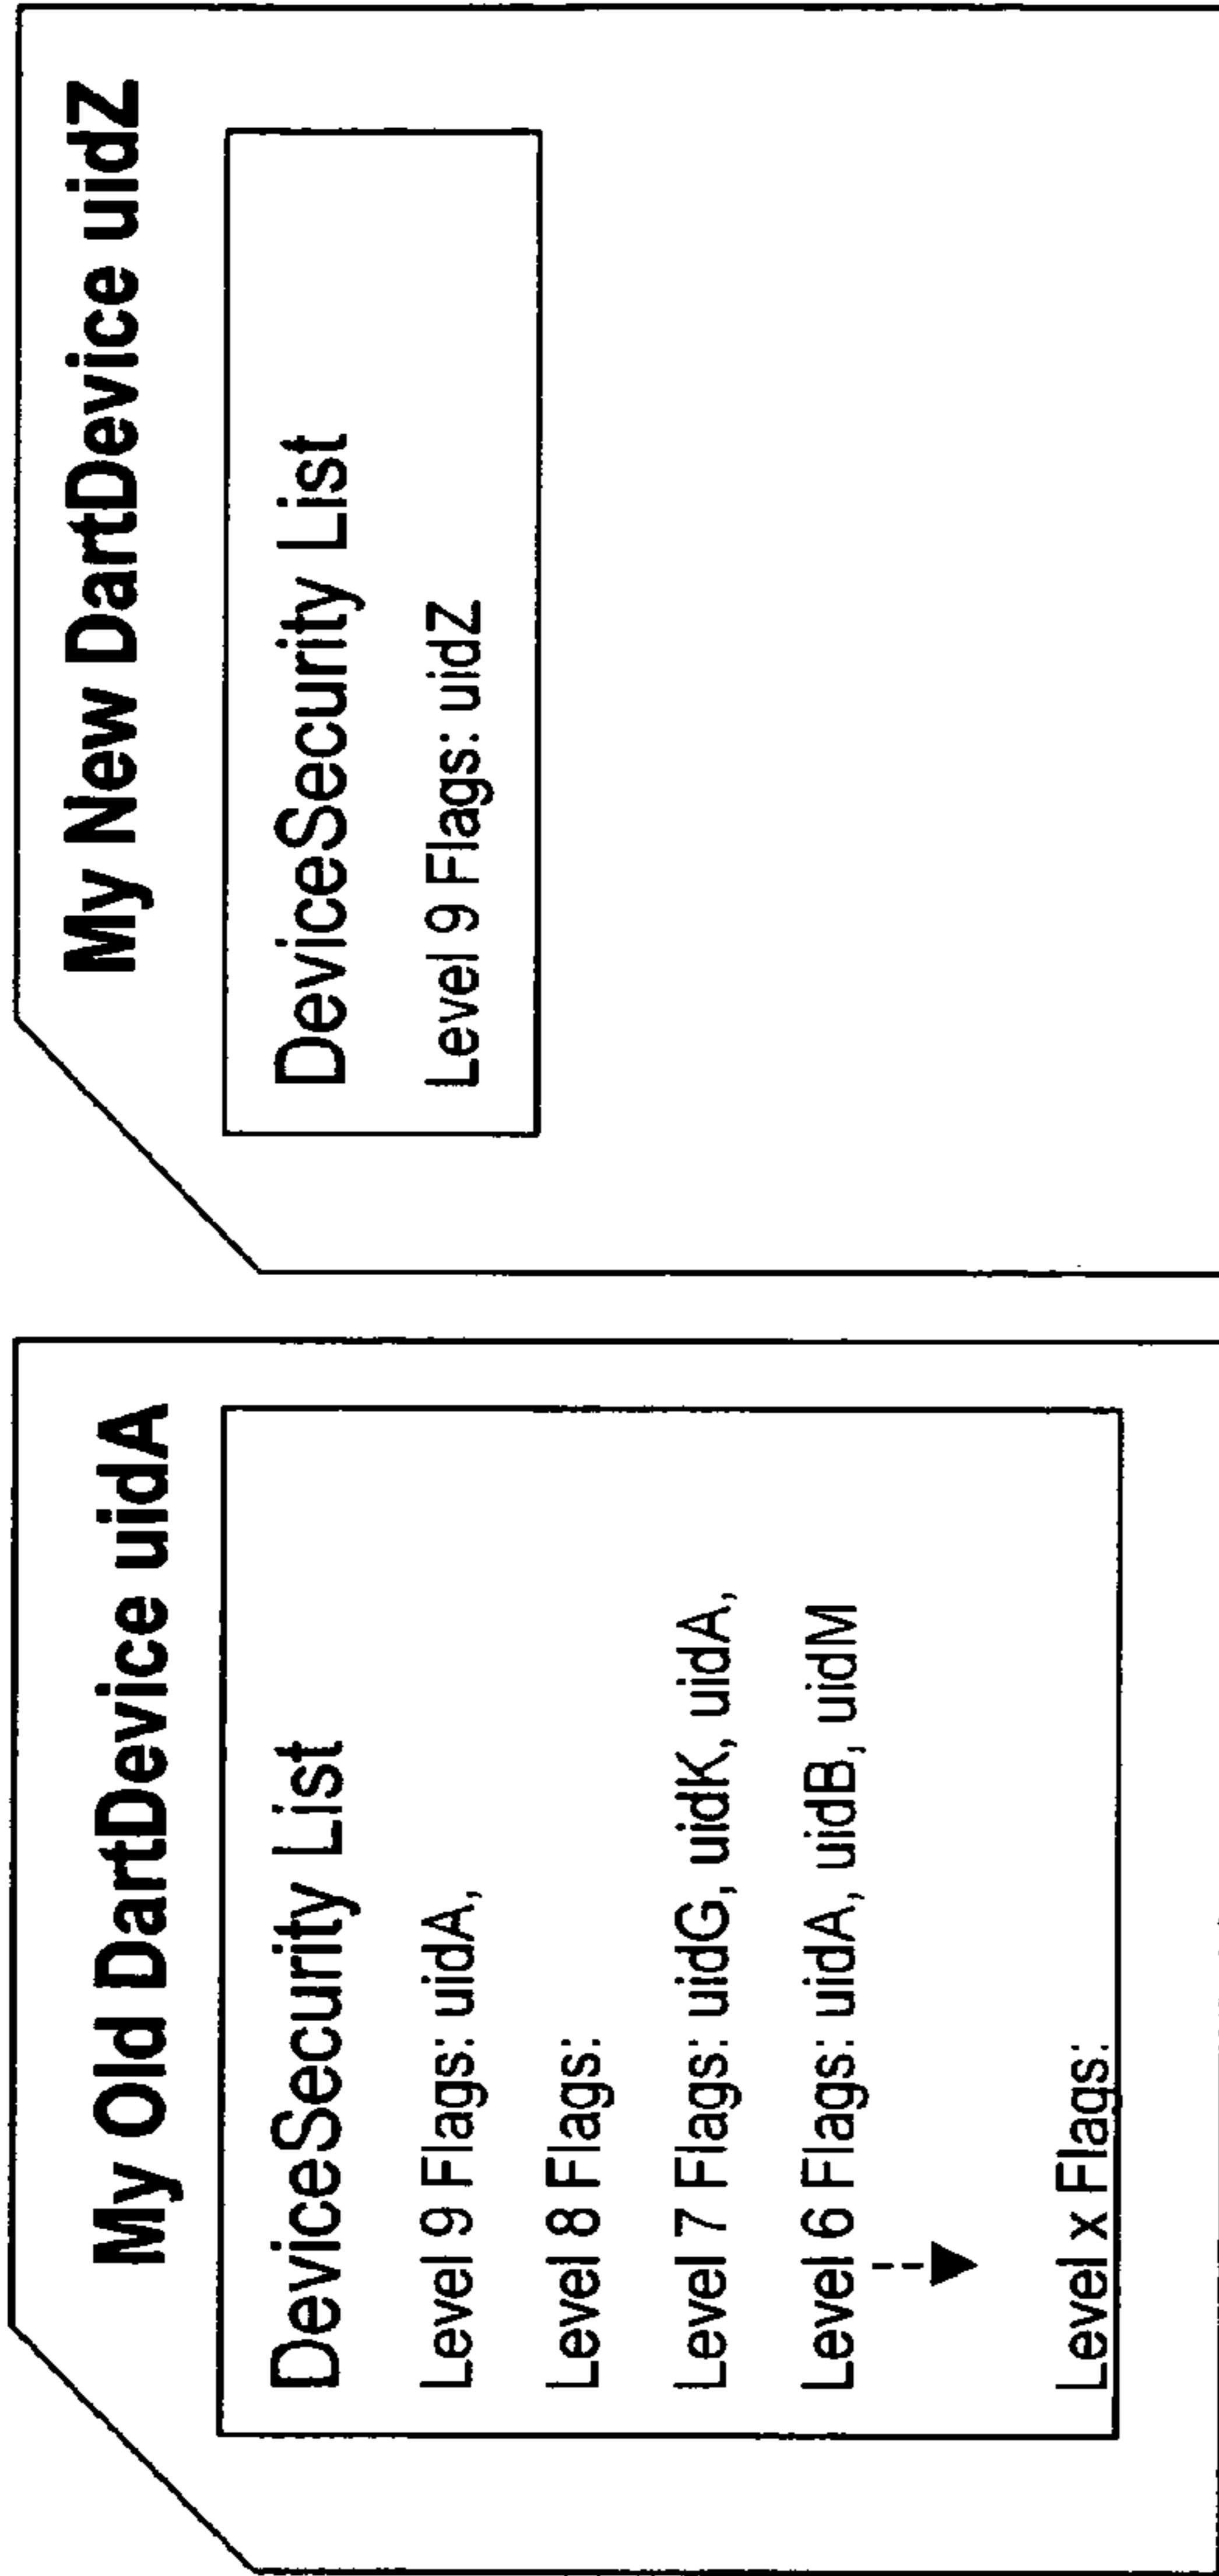 My Old DartDevice uidA
DeviceSecurity List
Level 9 Flags: uidA,
Level 8 Flags:
Level 7 Flags: uidG, uidK, uidA,
Level 6 Flags: uidA, uidB, uidM
Level x Flags:
My New DartDevice uidZ
DeviceSecurity List
Level 9 Flags: uidZ